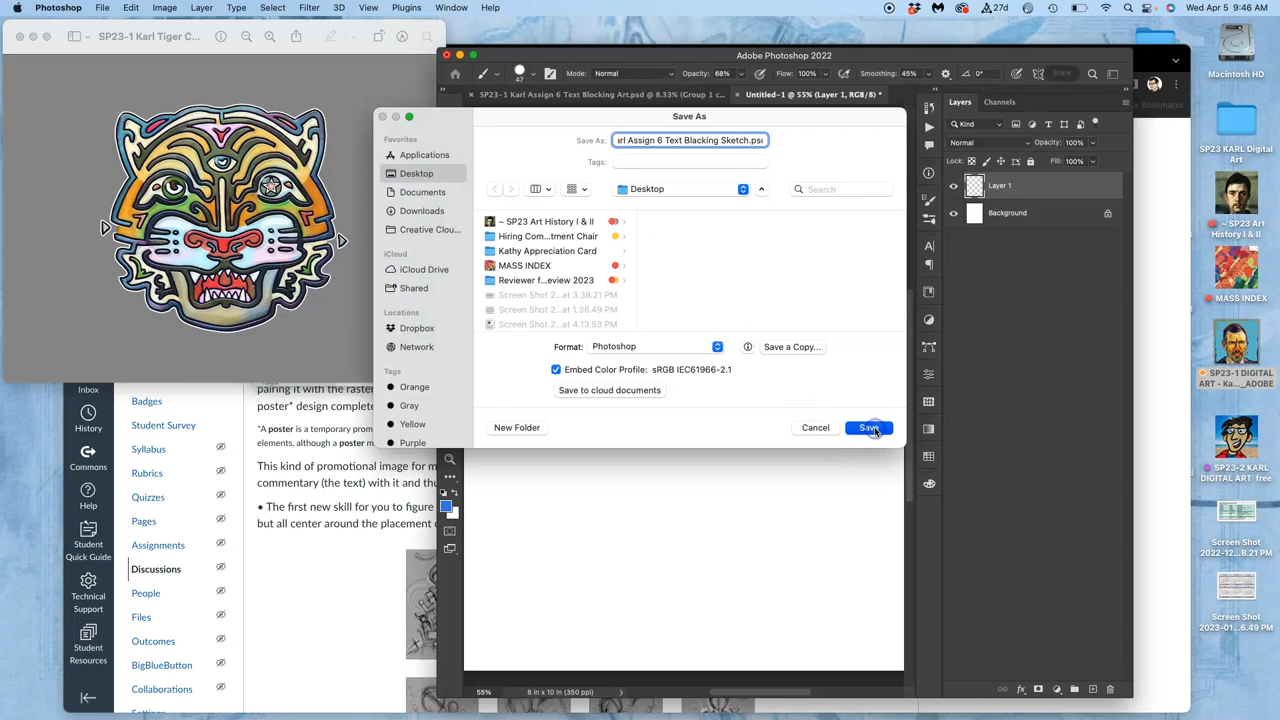 Photoshop File Edit Image Layer Type Select Filter 3D View Plugins Window Help 27d Wed Apr 5 9:46 AM
SP23-1 Karl Tiger C...
Adobe Photoshop 2022
47 Mode: Normal Opacity: 68% Flow: 100% Smoothing: 45% 0° Share
SP23-1 Karl Assign 6 Text Blocking Art.psd @ 8.33% (Group 1 c... Untitled-1 @ 55% (Layer 1, RGB/8) *
Save As
Save As: arl Assign 6 Text Blacking Sketch.psd
Tags:
Desktop
Search
Favorites
Applications
Desktop
Documents
Downloads
Creative Clou...
iCloud
iCloud Drive
Shared
Locations
Dropbox
Network
Tags
Orange
Gray
Yellow
Purple
~ SP23 Art History I & II
Hiring Com...tment Chair
Kathy Appreciation Card
MASS INDEX
Reviewer f...eview 2023
Screen Shot 2...at 3.38.21 PM
Screen Shot 2...at 1.36.49 PM
Screen Shot 2...at 4.13.53 PM
Format: Photoshop
Save a Copy...
Embed Color Profile: sRGB IEC61966-2.1
Save to cloud documents
New Folder
Cancel
Save
Layers Channels
Kind
Normal Opacity: 100%
Lock: Fill: 100%
Layer 1
Background
55% 8 in x 10 in (350 ppi)
Bookmarks
Inbox
History
Commons
Help
Student
Quick Guide
Technical
Support
Student
Resources
Badges
Student Survey
Syllabus
Rubrics
Quizzes
Pages
Assignments
Discussions
People
Files
Outcomes
BigBlueButton
Collaborations
pairing it with the raster
poster* design complete
*A poster is a temporary prom
elements, although a poster m
This kind of promotional image for m
commentary (the text) with it and thu
• The first new skill for you to figure
but all center around the placement o
Macintosh HD
SP23 KARL Digital
Art
~ SP23 Art
History I & II
MASS INDEX
SP23-1 DIGITAL
ART - Ka..._ADOBE
SP23-2 KARL
DIGITAL ART free
Screen Shot
2022-12...8.21 PM
Screen Shot
2023-01...6.49 PM